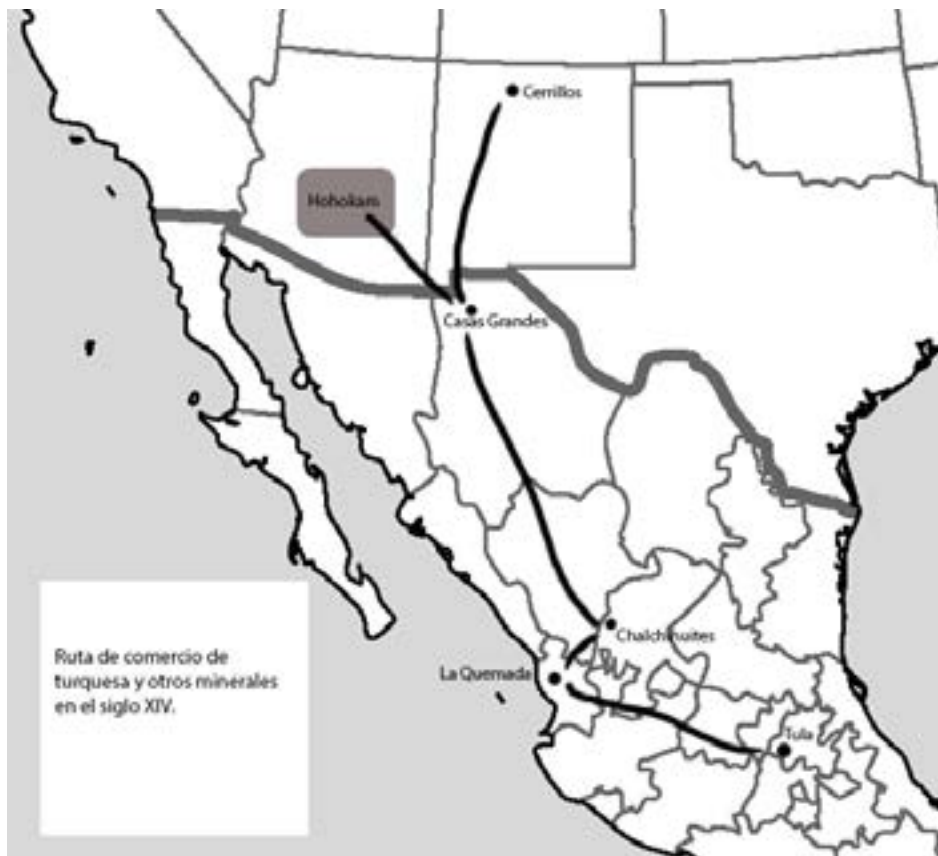 Cerrillos
Hohokam
Casas Grandes
Chalchihuites
La Quemada
Tula
Ruta de comercio de
turquesa y otros minerales
en el siglo XIV.